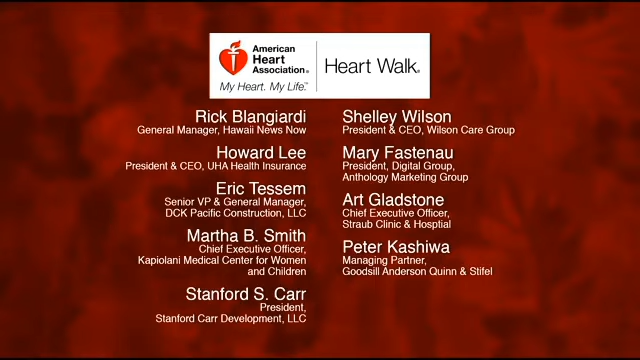 American
Heart
Association®
My Heart. My Life.™
Heart Walk®
Rick Blangiardi
General Manager, Hawaii News Now
Howard Lee
President & CEO, UHA Health Insurance
Eric Tessem
Senior VP & General Manager,
DCK Pacific Construction, LLC
Martha B. Smith
Chief Executive Officer,
Kapiolani Medical Center for Women
and Children
Stanford S. Carr
President,
Stanford Carr Development, LLC
Shelley Wilson
President & CEO, Wilson Care Group
Mary Fastenau
President, Digital Group,
Anthology Marketing Group
Art Gladstone
Chief Executive Officer,
Straub Clinic & Hosptial
Peter Kashiwa
Managing Partner,
Goodsill Anderson Quinn & Stifel